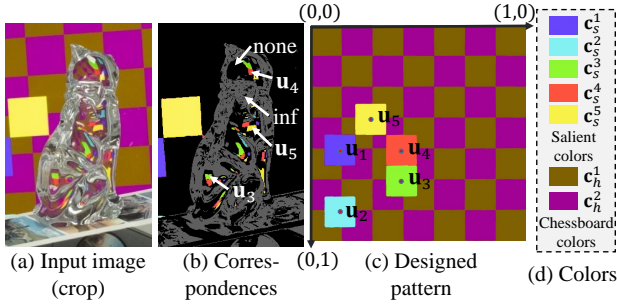 none
u4
inf
u5
u3
(0,0)
(1,0)
u5
u1
u4
u3
u2
(0,1)
c_s^1
c_s^2
c_s^3
c_s^4
c_s^5
Salient
colors
c_h^1
c_h^2
Chessboard
colors
(a) Input image
(crop)
(b) Corres-
pondences
(c) Designed
pattern
(d) Colors